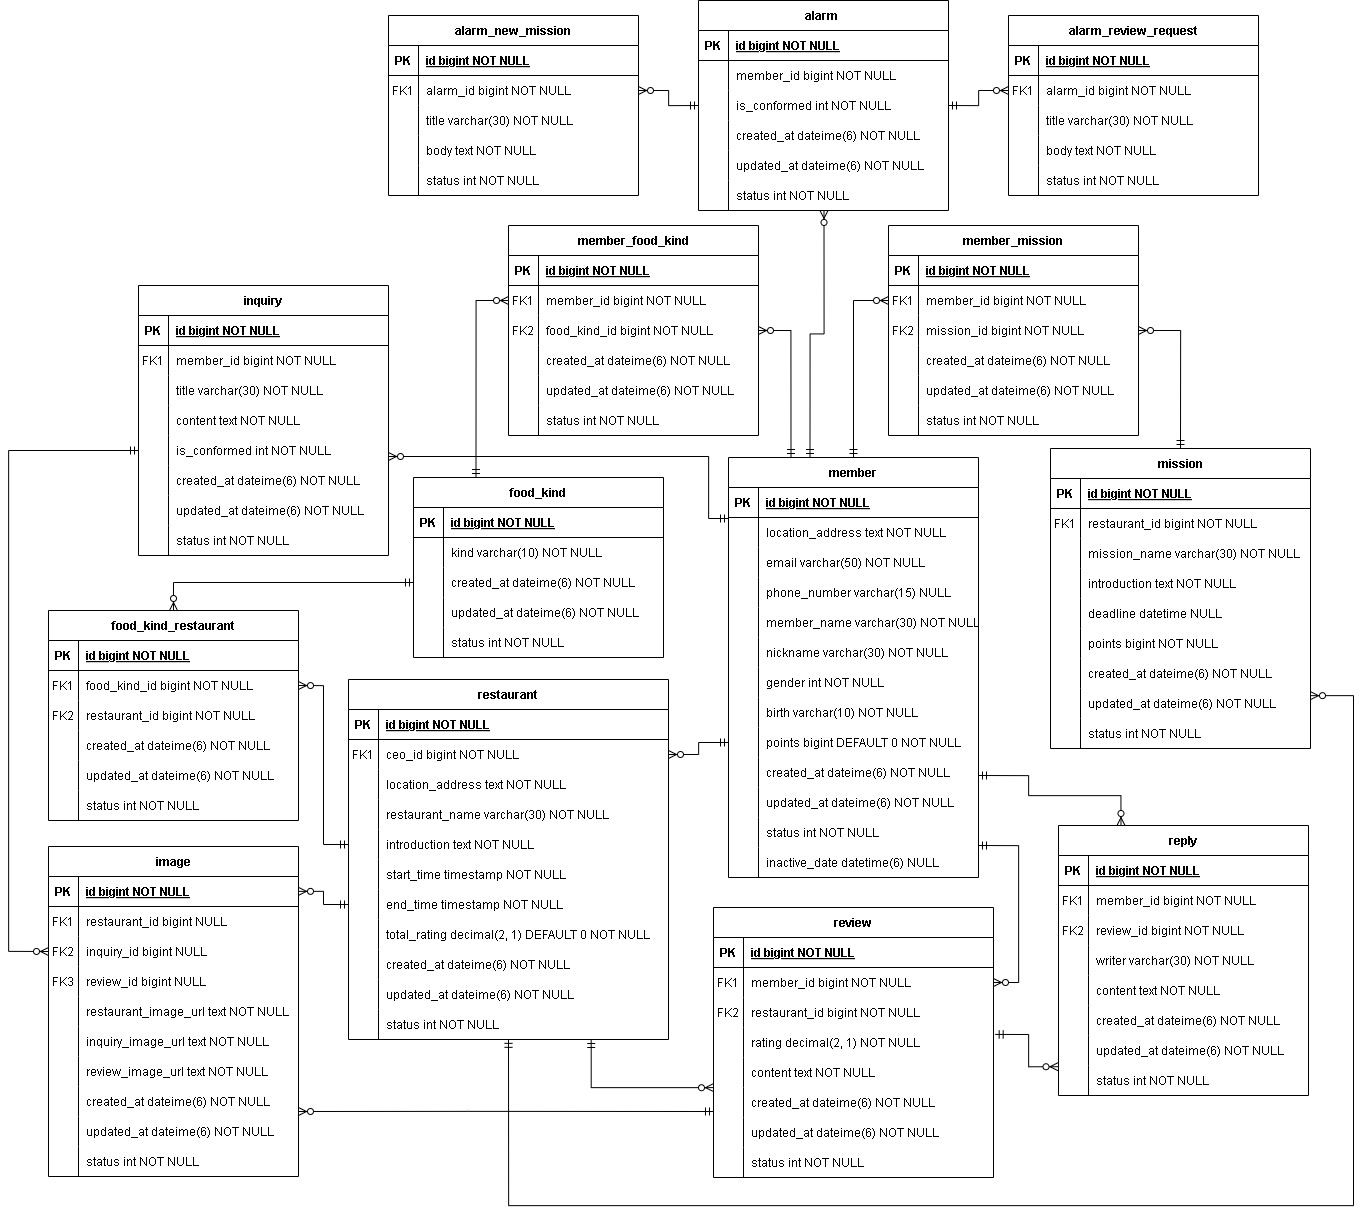 alarm_new_mission
PK id bigint NOT NULL
FK1 alarm_id bigint NOT NULL
title varchar(30) NOT NULL
body text NOT NULL
status int NOT NULL
alarm
PK id bigint NOT NULL
member_id bigint NOT NULL
is_conformed int NOT NULL
created_at dateime(6) NOT NULL
updated_at dateime(6) NOT NULL
status int NOT NULL
alarm_review_request
PK id bigint NOT NULL
FK1 alarm_id bigint NOT NULL
title varchar(30) NOT NULL
body text NOT NULL
status int NOT NULL
member_food_kind
PK id bigint NOT NULL
FK1 member_id bigint NOT NULL
FK2 food_kind_id bigint NOT NULL
created_at dateime(6) NOT NULL
updated_at dateime(6) NOT NULL
status int NOT NULL
member_mission
PK id bigint NOT NULL
FK1 member_id bigint NOT NULL
FK2 mission_id bigint NOT NULL
created_at dateime(6) NOT NULL
updated_at dateime(6) NOT NULL
status int NOT NULL
inquiry
PK id bigint NOT NULL
FK1 member_id bigint NOT NULL
title varchar(30) NOT NULL
content text NOT NULL
is_conformed int NOT NULL
created_at dateime(6) NOT NULL
updated_at dateime(6) NOT NULL
status int NOT NULL
food_kind
PK id bigint NOT NULL
kind varchar(10) NOT NULL
created_at dateime(6) NOT NULL
updated_at dateime(6) NOT NULL
status int NOT NULL
member
PK id bigint NOT NULL
location_address text NOT NULL
email varchar(50) NOT NULL
phone_number varchar(15) NULL
member_name varchar(30) NOT NULL
nickname varchar(30) NOT NULL
gender int NOT NULL
birth varchar(10) NOT NULL
points bigint DEFAULT 0 NOT NULL
created_at dateime(6) NOT NULL
updated_at dateime(6) NOT NULL
status int NOT NULL
inactive_date datetime(6) NULL
mission
PK id bigint NOT NULL
FK1 restaurant_id bigint NOT NULL
mission_name varchar(30) NOT NULL
introduction text NOT NULL
deadline datetime NULL
points bigint NOT NULL
created_at dateime(6) NOT NULL
updated_at dateime(6) NOT NULL
status int NOT NULL
food_kind_restaurant
PK id bigint NOT NULL
FK1 food_kind_id bigint NOT NULL
FK2 restaurant_id bigint NOT NULL
created_at dateime(6) NOT NULL
updated_at dateime(6) NOT NULL
status int NOT NULL
restaurant
PK id bigint NOT NULL
FK1 ceo_id bigint NOT NULL
location_address text NOT NULL
restaurant_name varchar(30) NOT NULL
introduction text NOT NULL
start_time timestamp NOT NULL
end_time timestamp NOT NULL
total_rating decimal(2, 1) DEFAULT 0 NOT NULL
created_at dateime(6) NOT NULL
updated_at dateime(6) NOT NULL
status int NOT NULL
image
PK id bigint NOT NULL
FK1 restaurant_id bigint NULL
FK2 inquiry_id bigint NULL
FK3 review_id bigint NULL
restaurant_image_url text NOT NULL
inquiry_image_url text NOT NULL
review_image_url text NOT NULL
created_at dateime(6) NOT NULL
updated_at dateime(6) NOT NULL
status int NOT NULL
review
PK id bigint NOT NULL
FK1 member_id bigint NOT NULL
FK2 restaurant_id bigint NOT NULL
rating decimal(2, 1) NOT NULL
content text NOT NULL
created_at dateime(6) NOT NULL
updated_at dateime(6) NOT NULL
status int NOT NULL
reply
PK id bigint NOT NULL
FK1 member_id bigint NOT NULL
FK2 review_id bigint NOT NULL
writer varchar(30) NOT NULL
content text NOT NULL
created_at dateime(6) NOT NULL
updated_at dateime(6) NOT NULL
status int NOT NULL